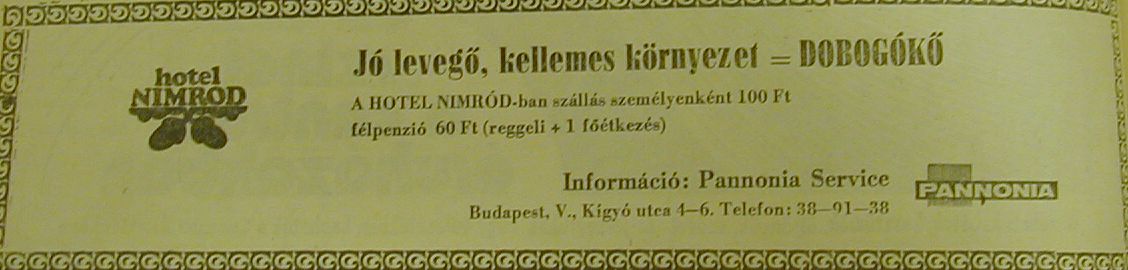 hotel
NIMRÓD
Jó levegő, kellemes környezet = DOBOGÓKŐ
A HOTEL NIMRÓD-ban szállás személyenként 100 Ft
félpenzió 60 Ft (reggeli + 1 főétkezés)
Információ: Pannonia Service
Budapest, V., Kígyó utca 4—6. Telefon: 38—91—38
PANNONIA